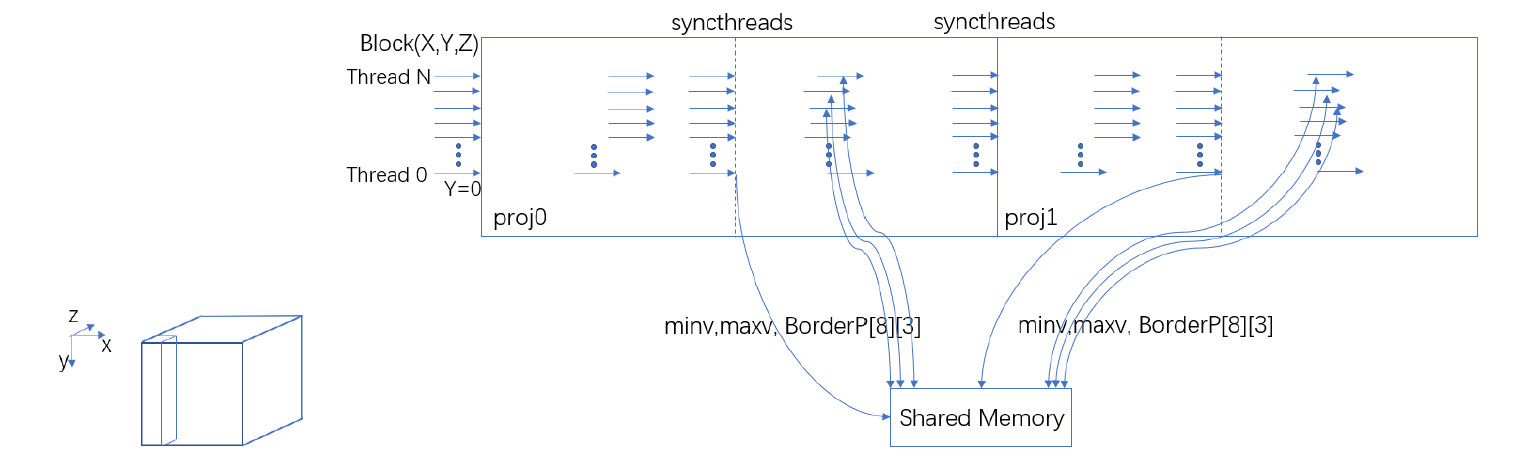 syncthreads
syncthreads
Block(X,Y,Z)
Thread N
Thread 0
Y=0
proj0
proj1
minv,maxv, BorderP[8][3]
minv,maxv, BorderP[8][3]
z
x
y
Shared Memory